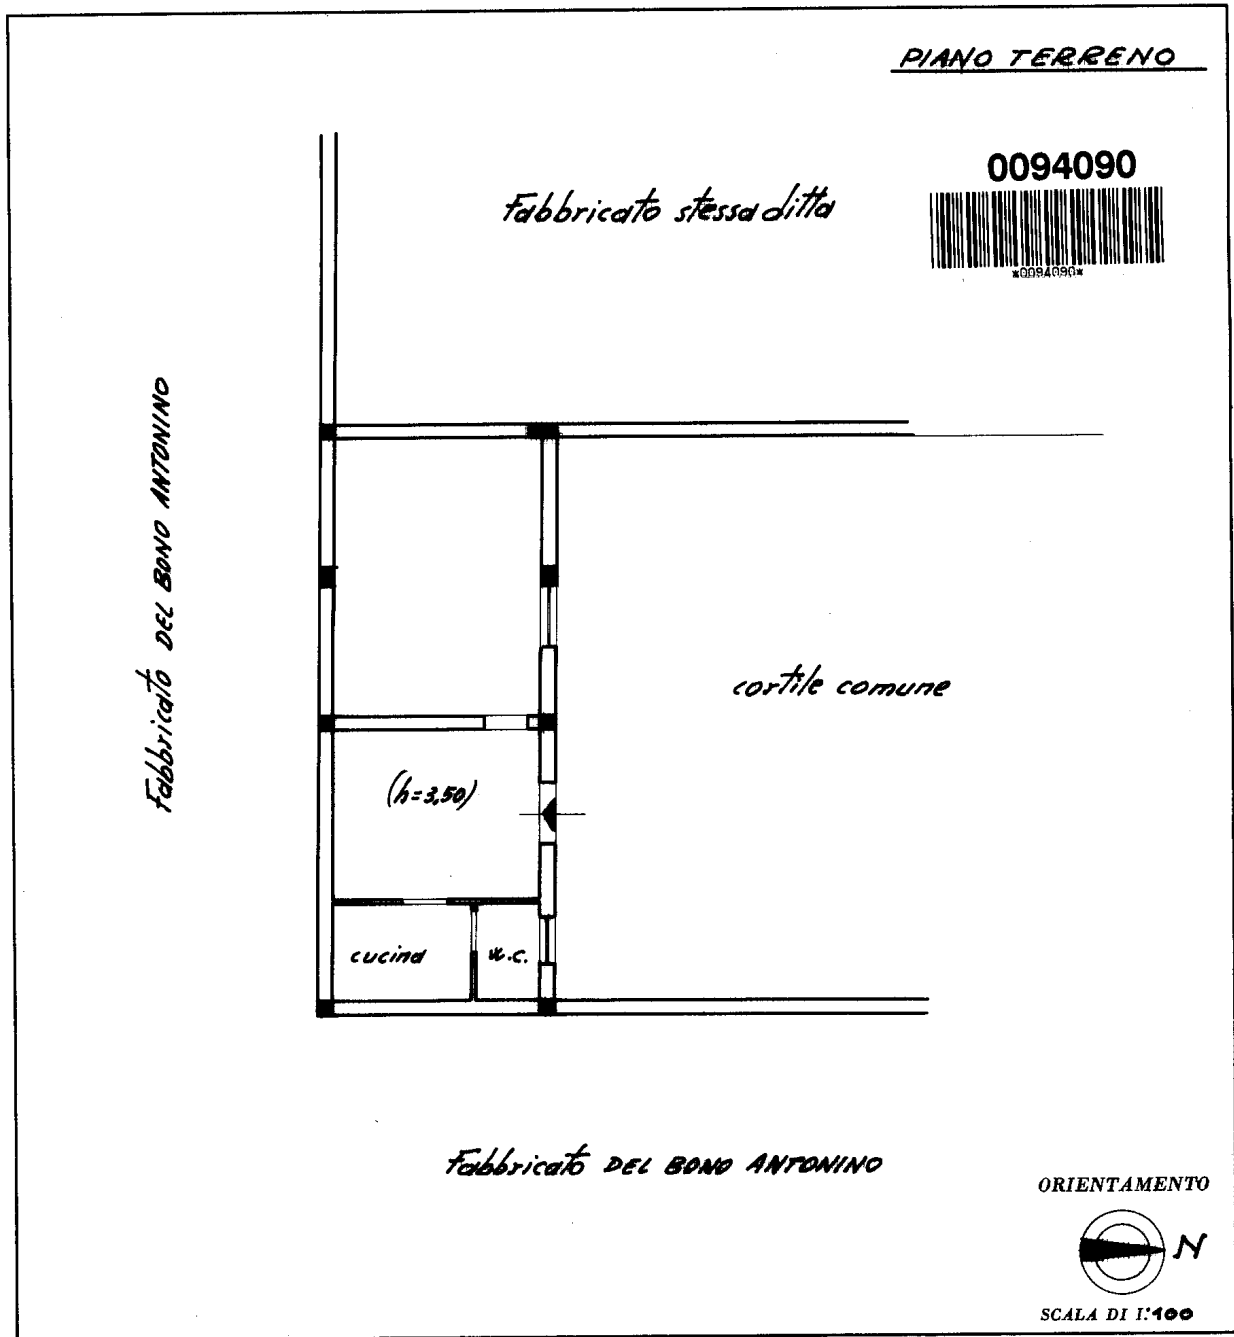 PIANO TERRENO
0094090
*0094090*
Fabbricato stessa ditta
Fabbricato DEL BONO ANTONINO
cortile comune
(h=3,50)
cucina
w.c.
Fabbricato DEL BONO ANTONINO
ORIENTAMENTO
N
SCALA DI 1:100